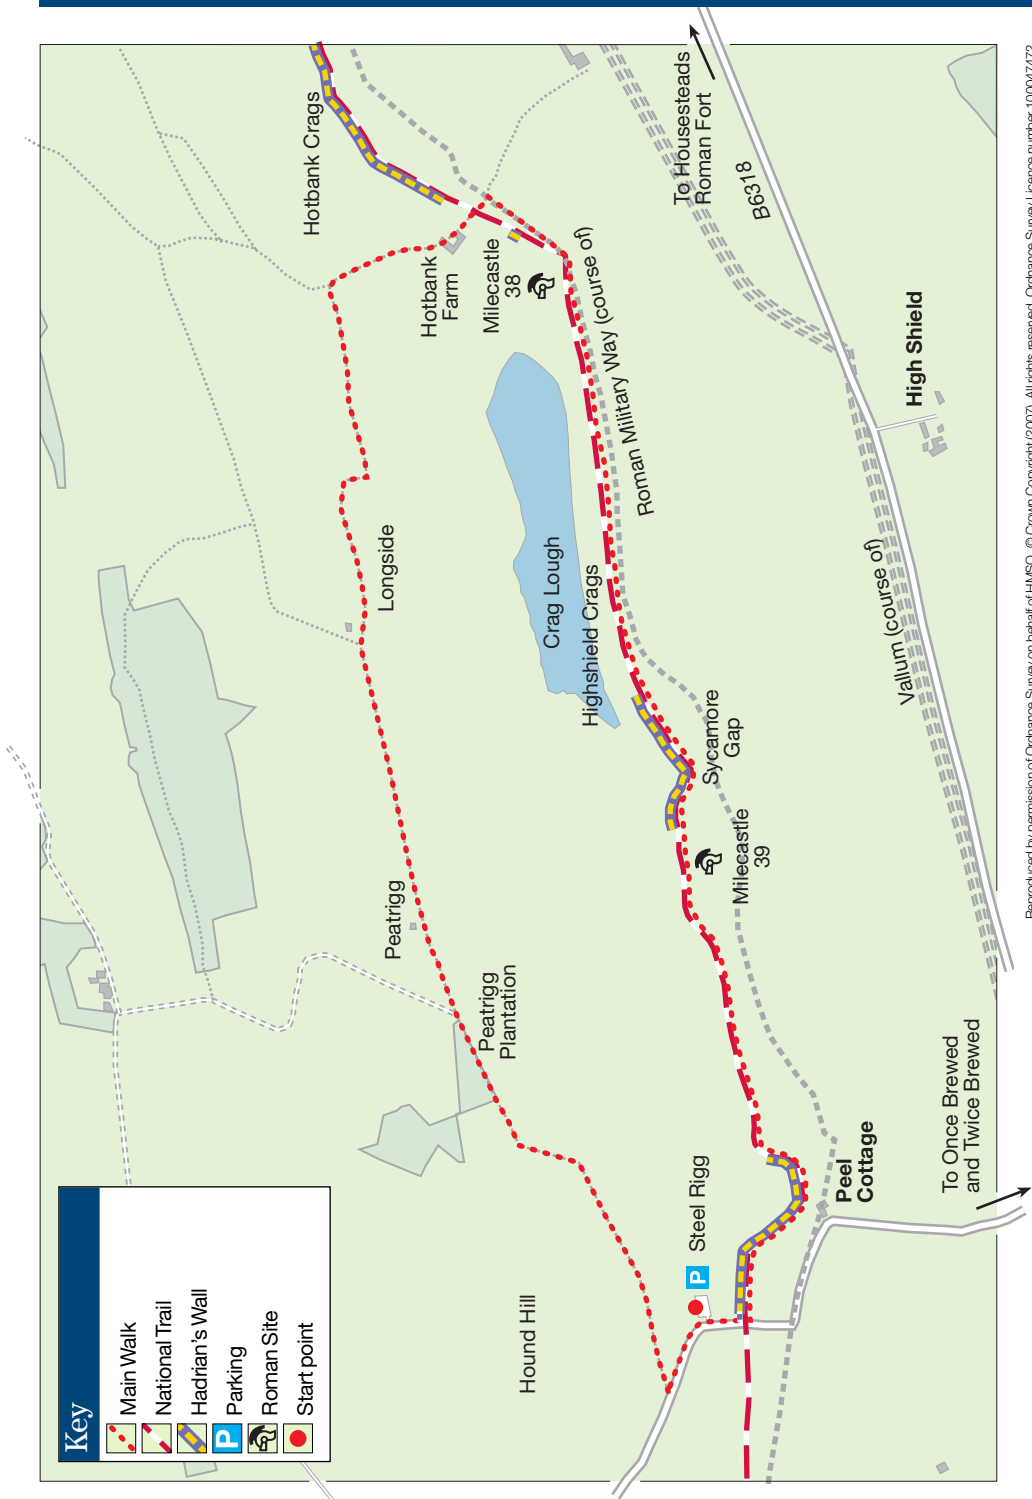 Key
Main Walk
National Trail
Hadrian's Wall
P Parking
Roman Site
Start point
Hotbank Crags
Hotbank
Farm
Milecastle
38
To Housesteads
Roman Fort
B6318
Roman Military Way (course of)
High Shield
Longside
Crag Lough
Highshield Crags
Vallum (course of)
Sycamore
Gap
Milecastle
39
Peatrigg
Peatrigg
Plantation
Hound Hill
Steel Rigg
P
Peel
Cottage
To Once Brewed
and Twice Brewed
Reproduced by permission of Ordnance Survey on behalf of HMSO. © Crown Copyright (2007). All rights reserved. Ordnance Survey Licence number 100047472